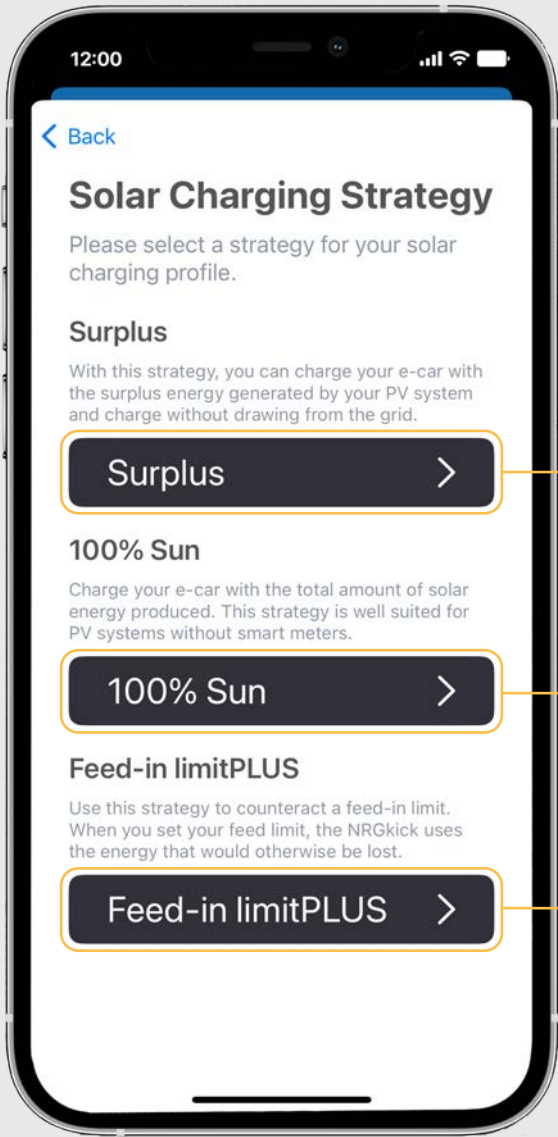 12:00
Back
Solar Charging Strategy
Please select a strategy for your solar
charging profile.
Surplus
With this strategy, you can charge your e-car with
the surplus energy generated by your PV system
and charge without drawing from the grid.
Surplus
100% Sun
Charge your e-car with the total amount of solar
energy produced. This strategy is well suited for
PV systems without smart meters.
100% Sun
Feed-in limitPLUS
Use this strategy to counteract a feed-in limit.
When you set your feed limit, the NRGkick uses
the energy that would otherwise be lost.
Feed-in limitPLUS